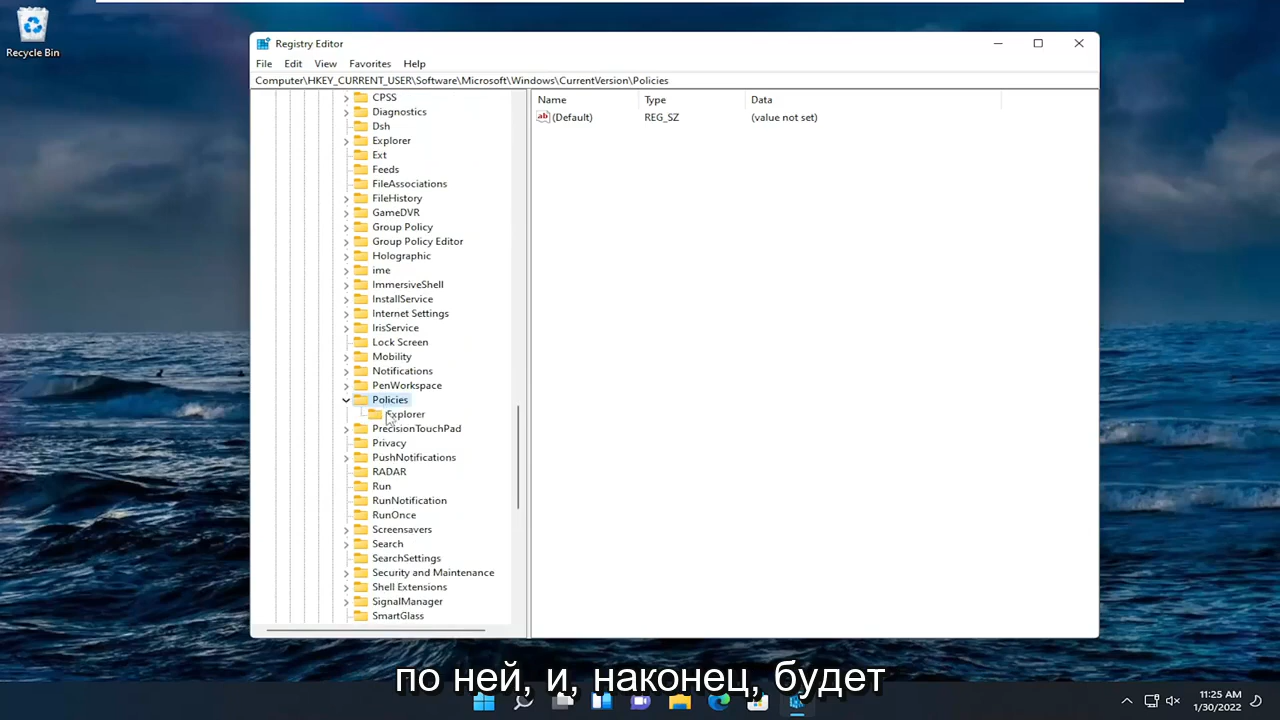 Recycle Bin
Registry Editor
File Edit View Favorites Help
Computer\HKEY_CURRENT_USER\Software\Microsoft\Windows\CurrentVersion\Policies
Name Type Data
(Default) REG_SZ (value not set)
CPSS
Diagnostics
Dsh
Explorer
Ext
Feeds
FileAssociations
FileHistory
GameDVR
Group Policy
Group Policy Editor
Holographic
ime
ImmersiveShell
InstallService
Internet Settings
IrisService
Lock Screen
Mobility
Notifications
PenWorkspace
Policies
Explorer
PrecisionTouchPad
Privacy
PushNotifications
RADAR
Run
RunNotification
RunOnce
Screensavers
Search
SearchSettings
Security and Maintenance
Shell Extensions
SignalManager
SmartGlass
по ней, и, наконец, будет
11:25 AM
1/30/2022